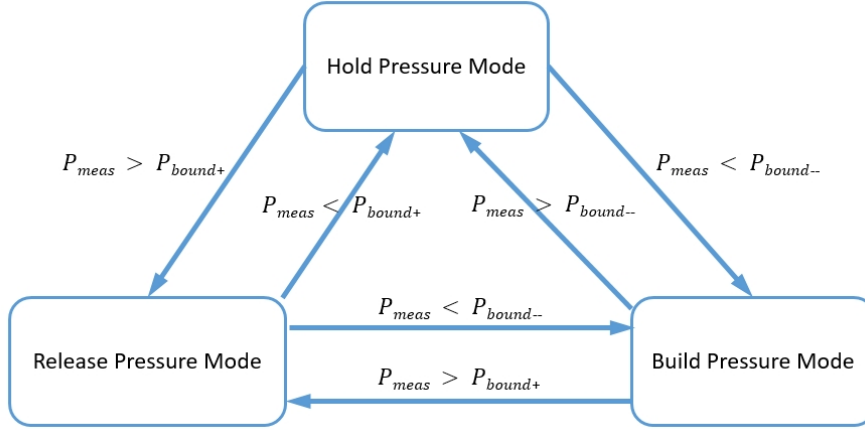 Hold Pressure Mode
P_meas > P_bound+
P_meas < P_bound--
P_meas < P_bound+
P_meas > P_bound--
P_meas < P_bound--
Release Pressure Mode
Build Pressure Mode
P_meas > P_bound+